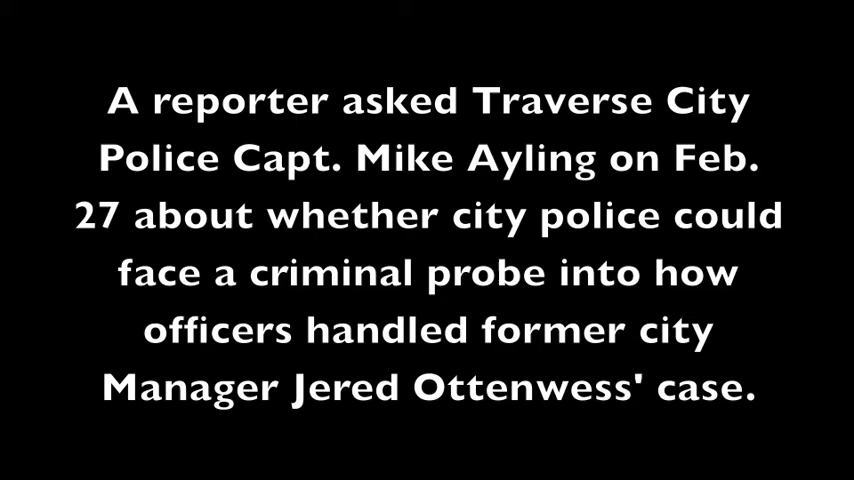 A reporter asked Traverse City
Police Capt. Mike Ayling on Feb.
27 about whether city police could
face a criminal probe into how
officers handled former city
Manager Jered Ottenwess' case.